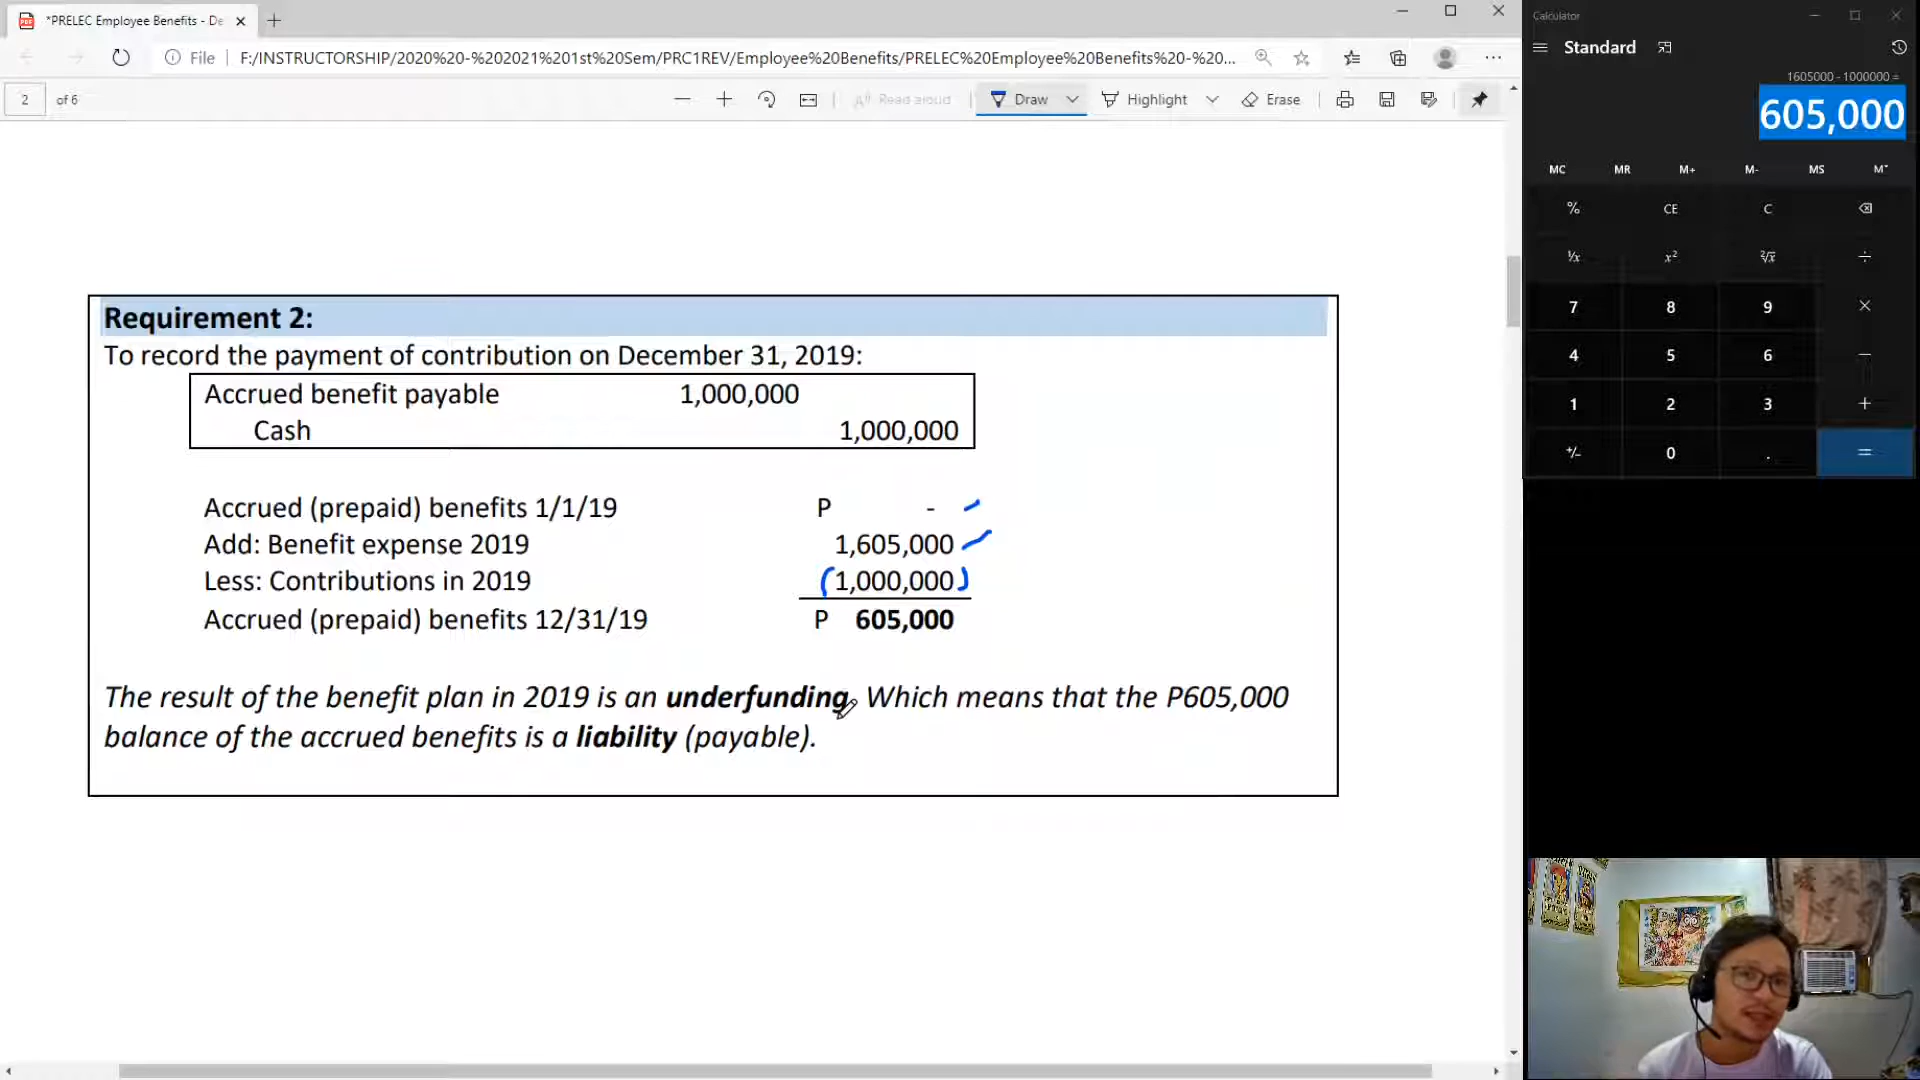 *PRELEC Employee Benefits - De
Calculator
Standard
File
F:/INSTRUCTORSHIP/2020%20-%202021%201st%20Sem/PRC1REV/Employee%20Benefits/PRELEC%20Employee%20Benefits%20-%20...
1605000 - 1000000 =
605,000
2 of 6
Read aloud
Draw
Highlight
Erase
MC MR M+ M- MS M˅
% CE C
⅟x x² ²√x ÷
7 8 9 ×
4 5 6 −
1 2 3 +
+/- 0 . =
Requirement 2:
To record the payment of contribution on December 31, 2019:
Accrued benefit payable 1,000,000
Cash 1,000,000
Accrued (prepaid) benefits 1/1/19 P -
Add: Benefit expense 2019 1,605,000
Less: Contributions in 2019 (1,000,000)
Accrued (prepaid) benefits 12/31/19 P 605,000
The result of the benefit plan in 2019 is an underfunding. Which means that the P605,000
balance of the accrued benefits is a liability (payable).